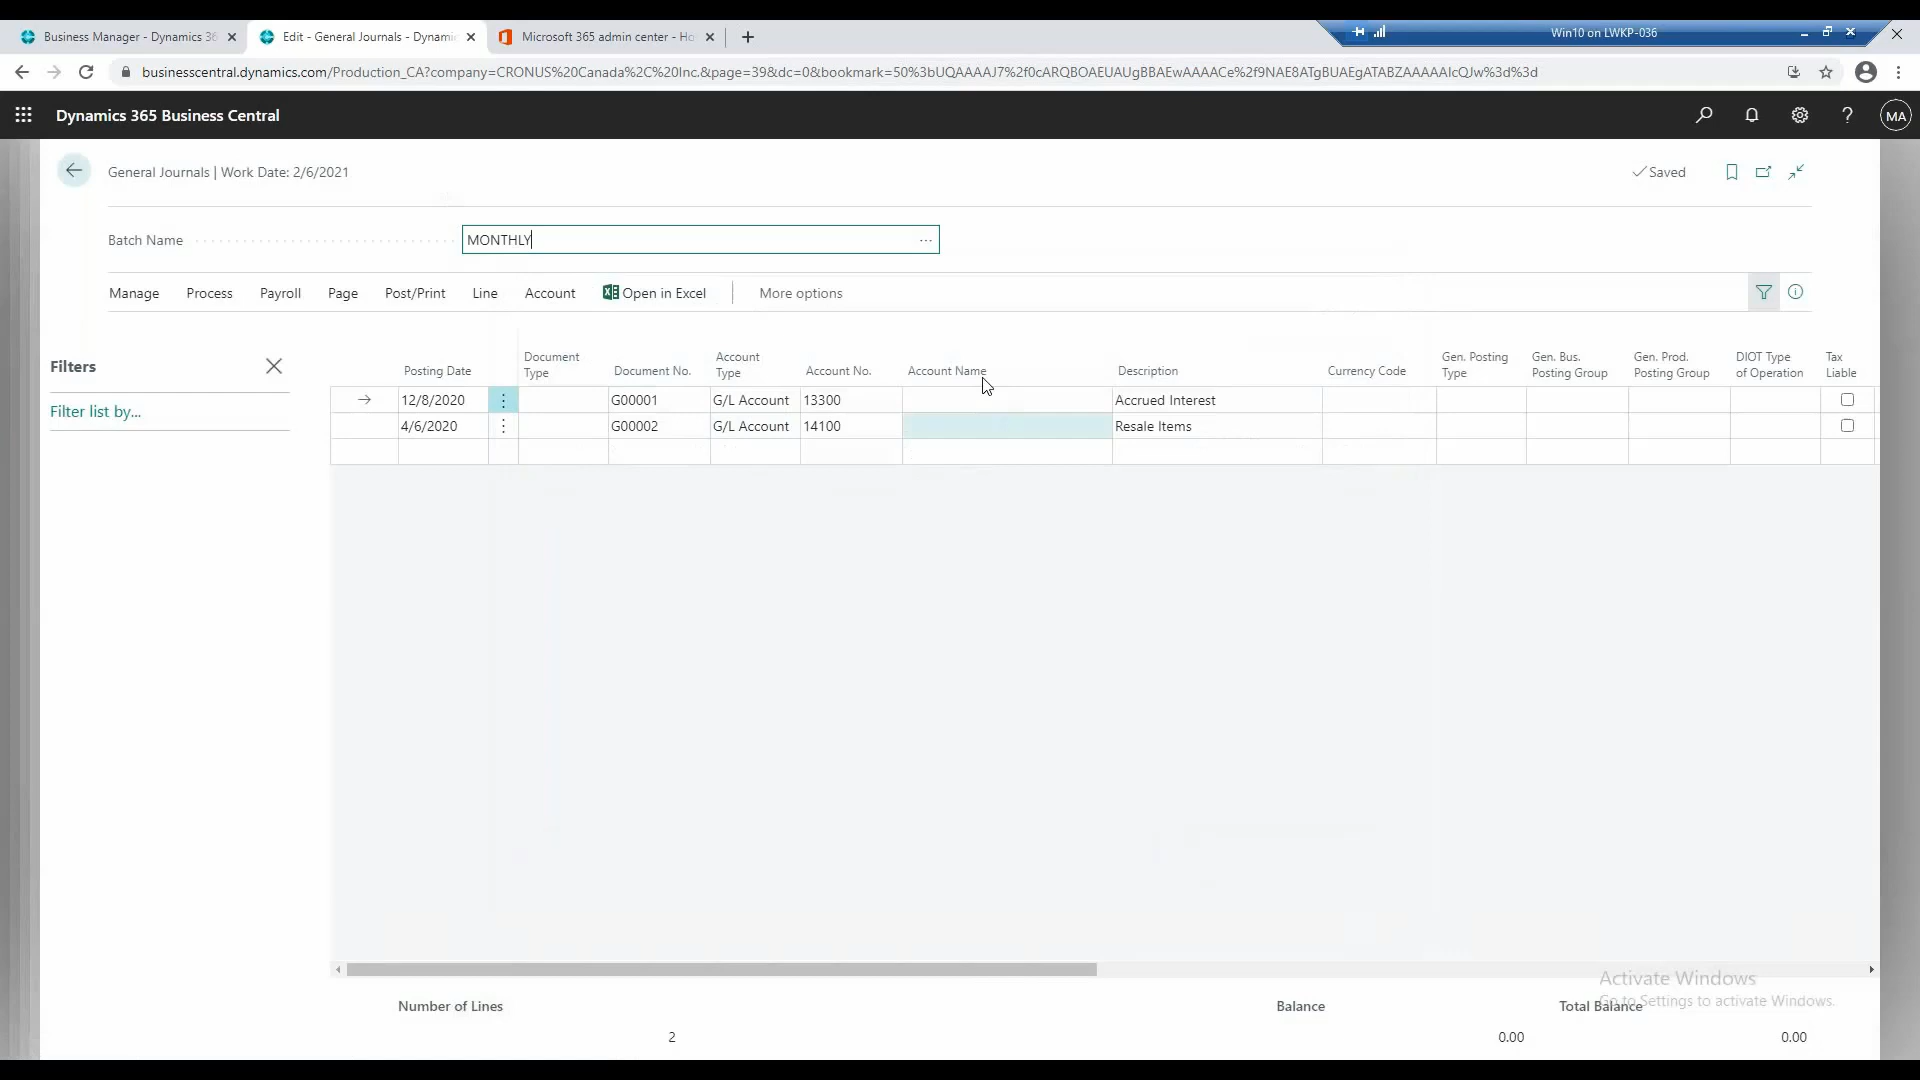 Business Manager - Dynamics 36
Edit - General Journals - Dynamic
Microsoft 365 admin center - Ho
Win10 on LWKP-036
businesscentral.dynamics.com/Production_CA?company=CRONUS%20Canada%2C%20Inc.&page=39&dc=0&bookmark=50%3bUQAAAAJ7%2f0cARQBOAEUAUgBBAEwAAAACe%2f9NAE8ATgBUAEgATABZAAAAAIcQJw%3d%3d
Dynamics 365 Business Central
MA
General Journals | Work Date: 2/6/2021
Saved
Batch Name
MONTHLY
Manage Process Payroll Page Post/Print Line Account Open in Excel More options
Filters
Filter list by...
Posting Date Document Type Document No. Account Type Account No. Account Name Description Currency Code Gen. Posting Type Gen. Bus. Posting Group Gen. Prod. Posting Group DIOT Type of Operation Tax Liable
12/8/2020 G00001 G/L Account 13300 Accrued Interest
4/6/2020 G00002 G/L Account 14100 Resale Items
Activate Windows
Go to Settings to activate Windows.
Number of Lines Balance Total Balance
2 0.00 0.00